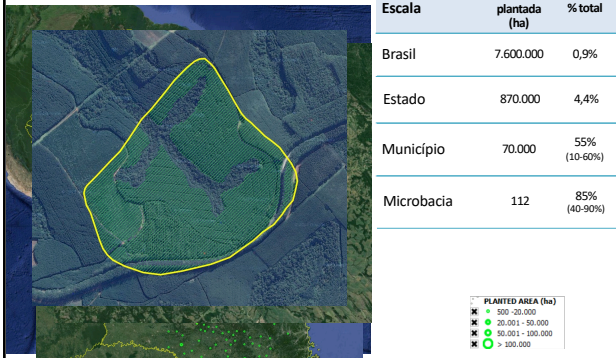 Escala plantada (ha) % total
Brasil 7.600.000 0,9%
Estado 870.000 4,4%
Município 70.000 55% (10-60%)
Microbacia 112 85% (40-90%)
PLANTED AREA (ha)
500 -20.000
20.001 - 50.000
50.001 - 100.000
> 100.000